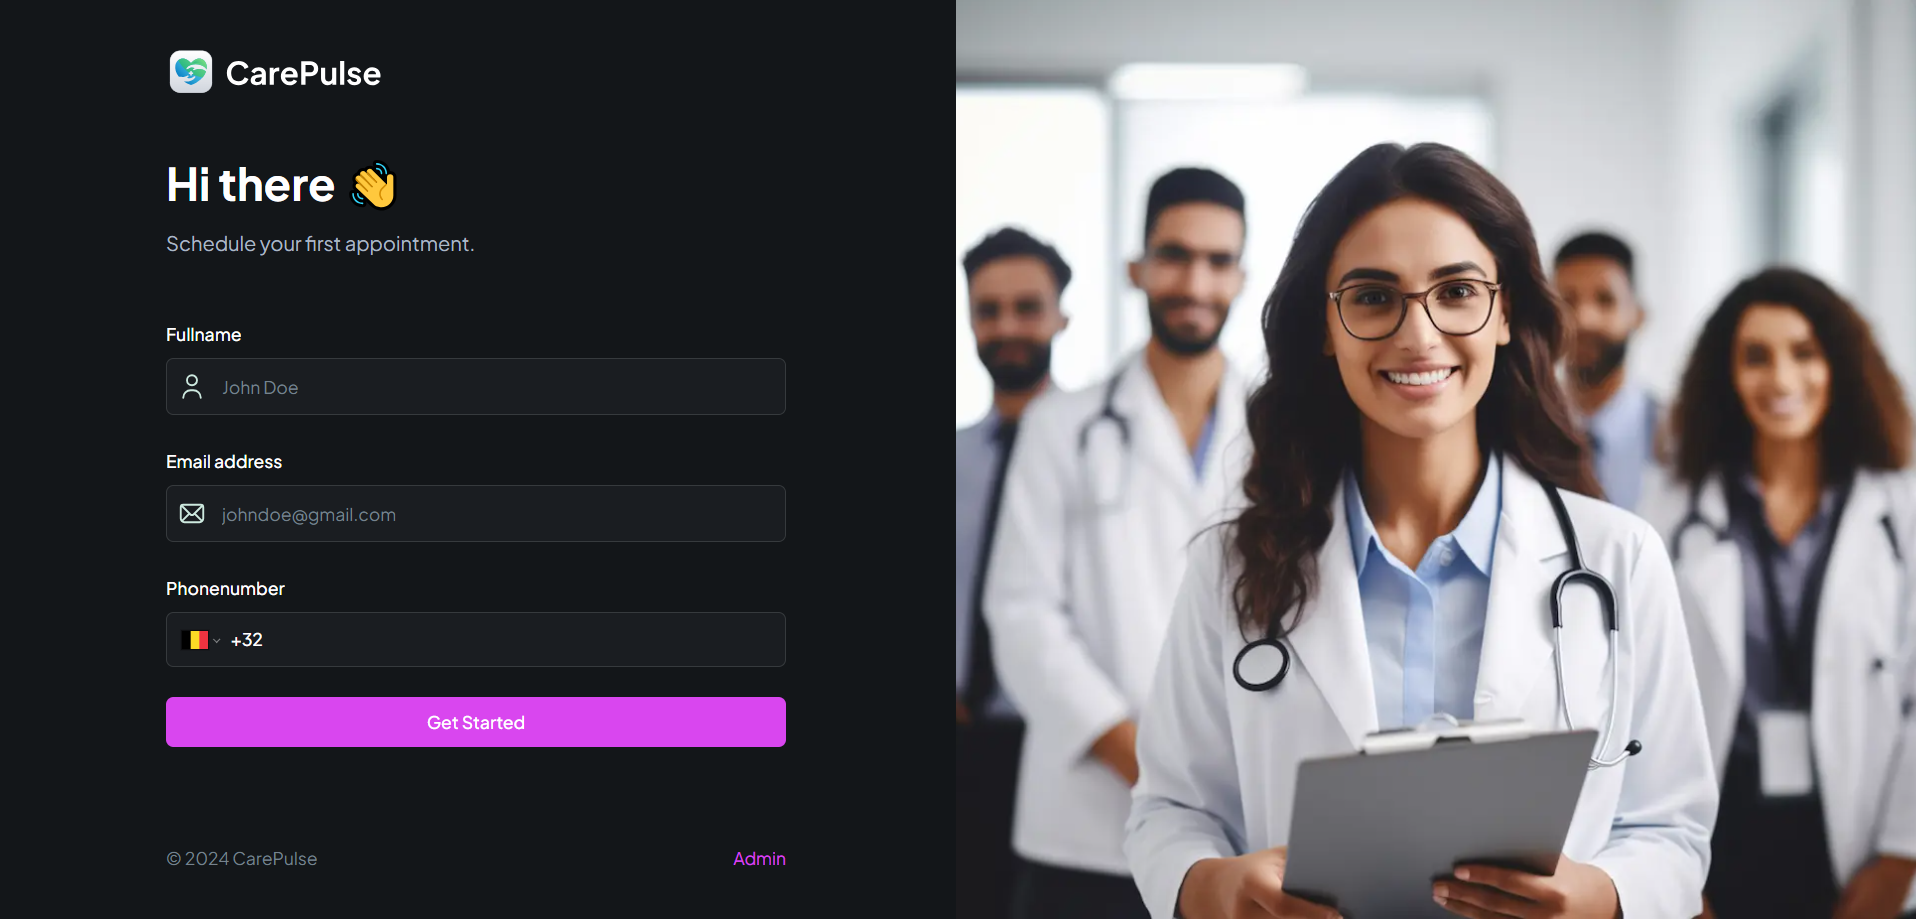 CarePulse
Hi there 👋
Schedule your first appointment.
Fullname
John Doe
Email address
johndoe@gmail.com
Phonenumber
+32
Get Started
© 2024 CarePulse
Admin